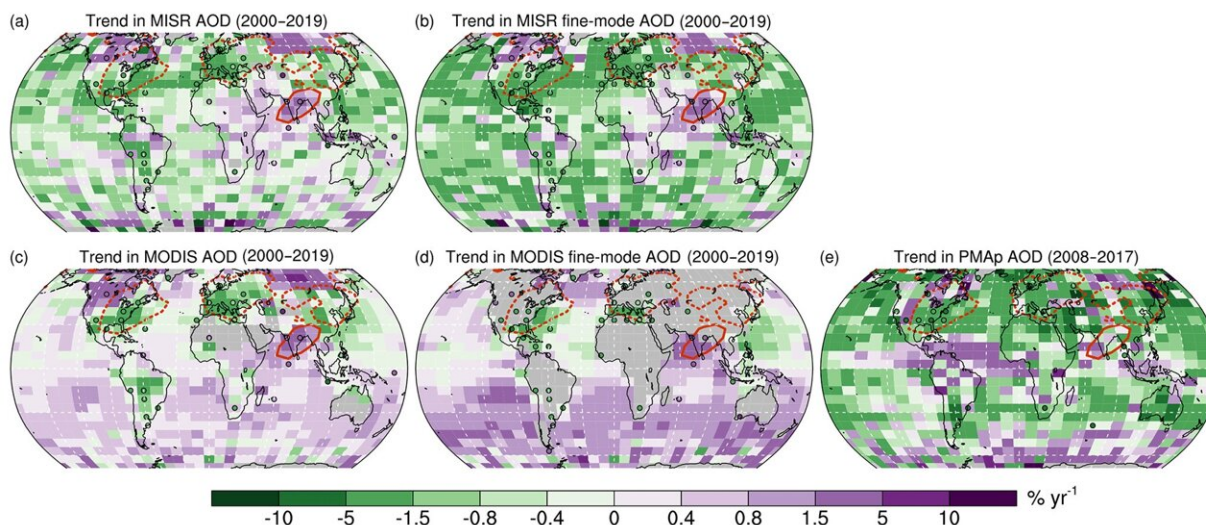 (a) Trend in MISR AOD (2000–2019)
(b) Trend in MISR fine-mode AOD (2000–2019)
(c) Trend in MODIS AOD (2000–2019)
(d) Trend in MODIS fine-mode AOD (2000–2019)
(e) Trend in PMAp AOD (2008–2017)
-10 -5 -1.5 -0.8 -0.4 0 0.4 0.8 1.5 5 10 % yr⁻¹